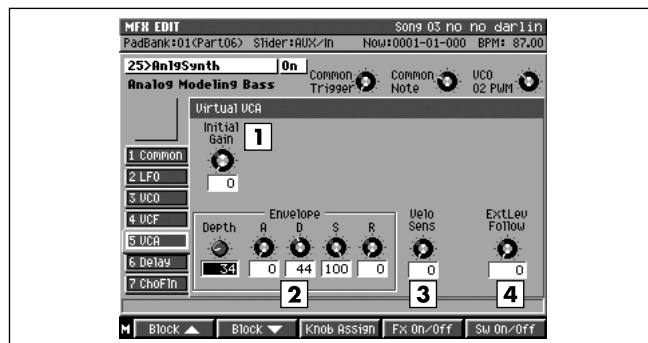 MFX EDIT Song 03 no no darlin
PadBank:01(Part06) Slider:AUX/In Now:0001-01-000 BPM: 87.00
25>AnlgSynth On
Analog Modeling Bass
Common Trigger
Common Note
VCO 02 PWM
Virtual VCA
Initial Gain
1
0
1 Common
2 LFO
3 VCO
4 VCF
5 VCA
6 Delay
7 ChoFln
Envelope
Depth A D S R
34 0 44 100 0
2
Velo Sens
0
3
ExtLev Follow
0
4
M Block ▲ Block ▼ Knob Assign Fx On/Off Sw On/Off